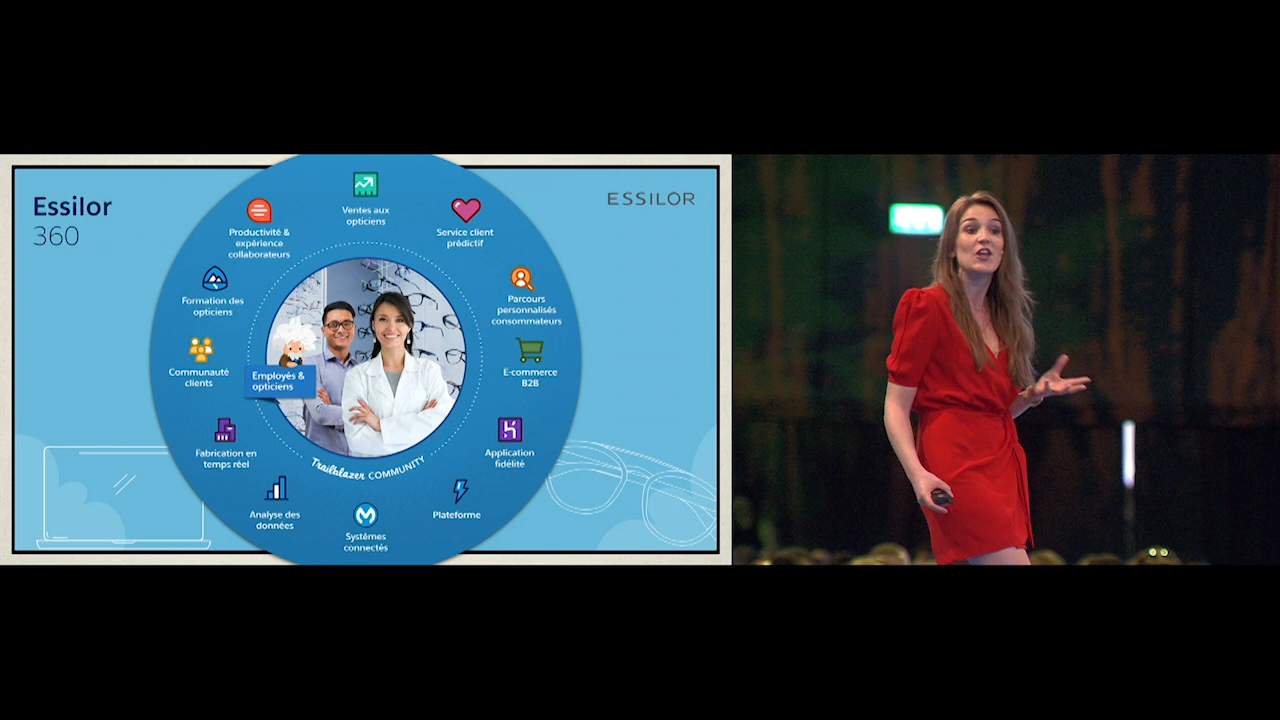 Essilor
360
ESSILOR
Ventes aux
opticiens
Service client
prédictif
Parcours
personnalisés
consommateurs
E-commerce
B2B
Application
fidélité
Plateforme
Systèmes
connectés
Analyse des
données
Fabrication en
temps réel
Communauté
clients
Formation des
opticiens
Productivité &
expérience
collaborateurs
Employés &
opticiens
Trailblazer COMMUNITY